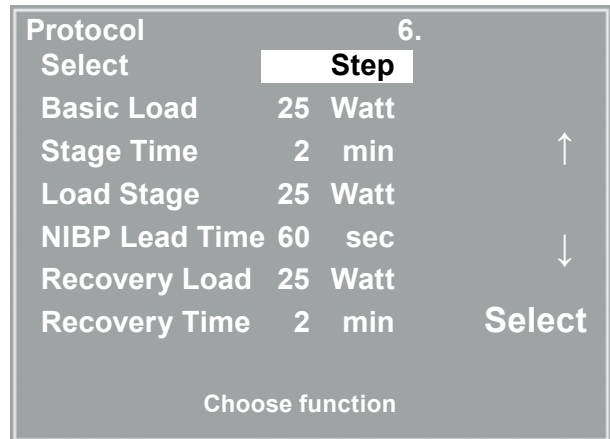 Protocol 6.
Select Step
Basic Load 25 Watt
Stage Time 2 min ↑
Load Stage 25 Watt
NIBP Lead Time 60 sec ↓
Recovery Load 25 Watt
Recovery Time 2 min Select
Choose function